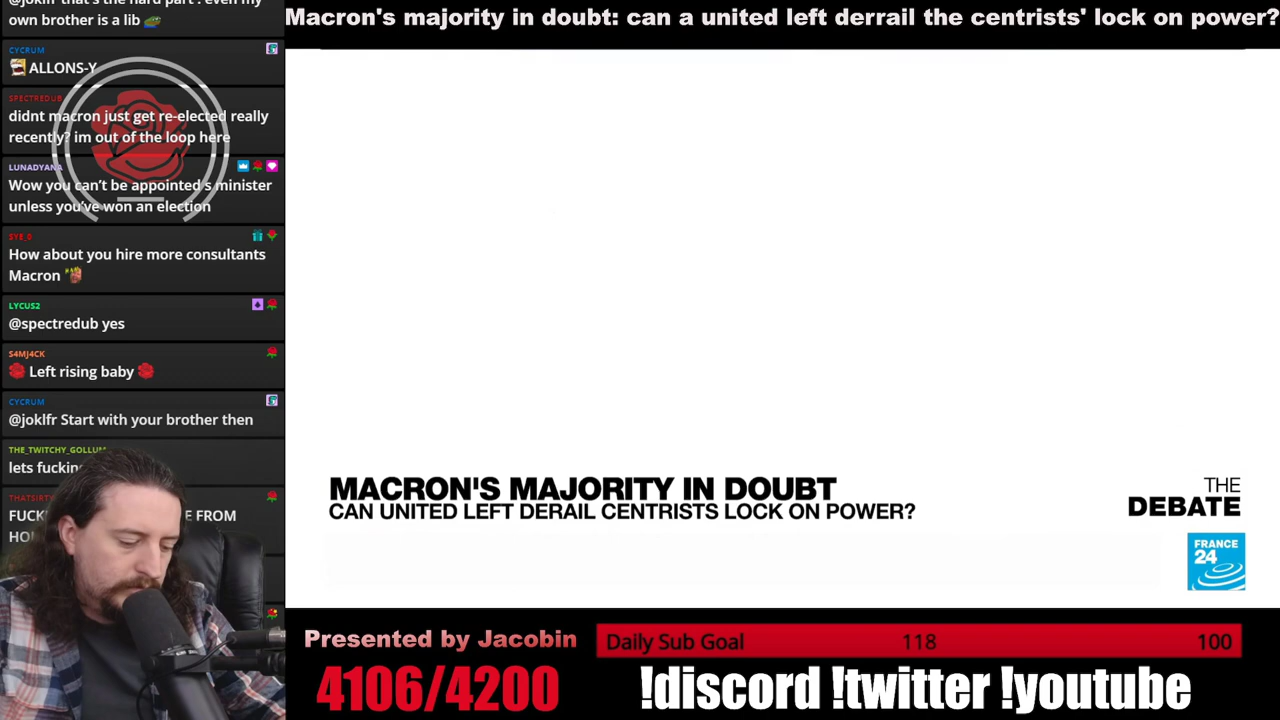 @joklfr that's the hard part : even my
own brother is a lib
Macron's majority in doubt: can a united left derrail the centrists' lock on power?
CYCRUM
ALLONS-Y
SPECTREDUB
didnt macron just get re-elected really
recently? im out of the loop here
LUNADYANA
Wow you can't be appointed s minister
unless you've won an election
SYE_0
How about you hire more consultants
Macron
LYCUS2
@spectredub yes
S4MJ4CK
Left rising baby
CYCRUM
@joklfr Start with your brother then
THE_TWITCHY_GOLLUM
lets
E FROM
MACRON'S MAJORITY IN DOUBT
CAN UNITED LEFT DERAIL CENTRISTS LOCK ON POWER?
THE
DEBATE
FRANCE
24
Presented by Jacobin
Daily Sub Goal 118 100
4106/4200
!discord !twitter !youtube